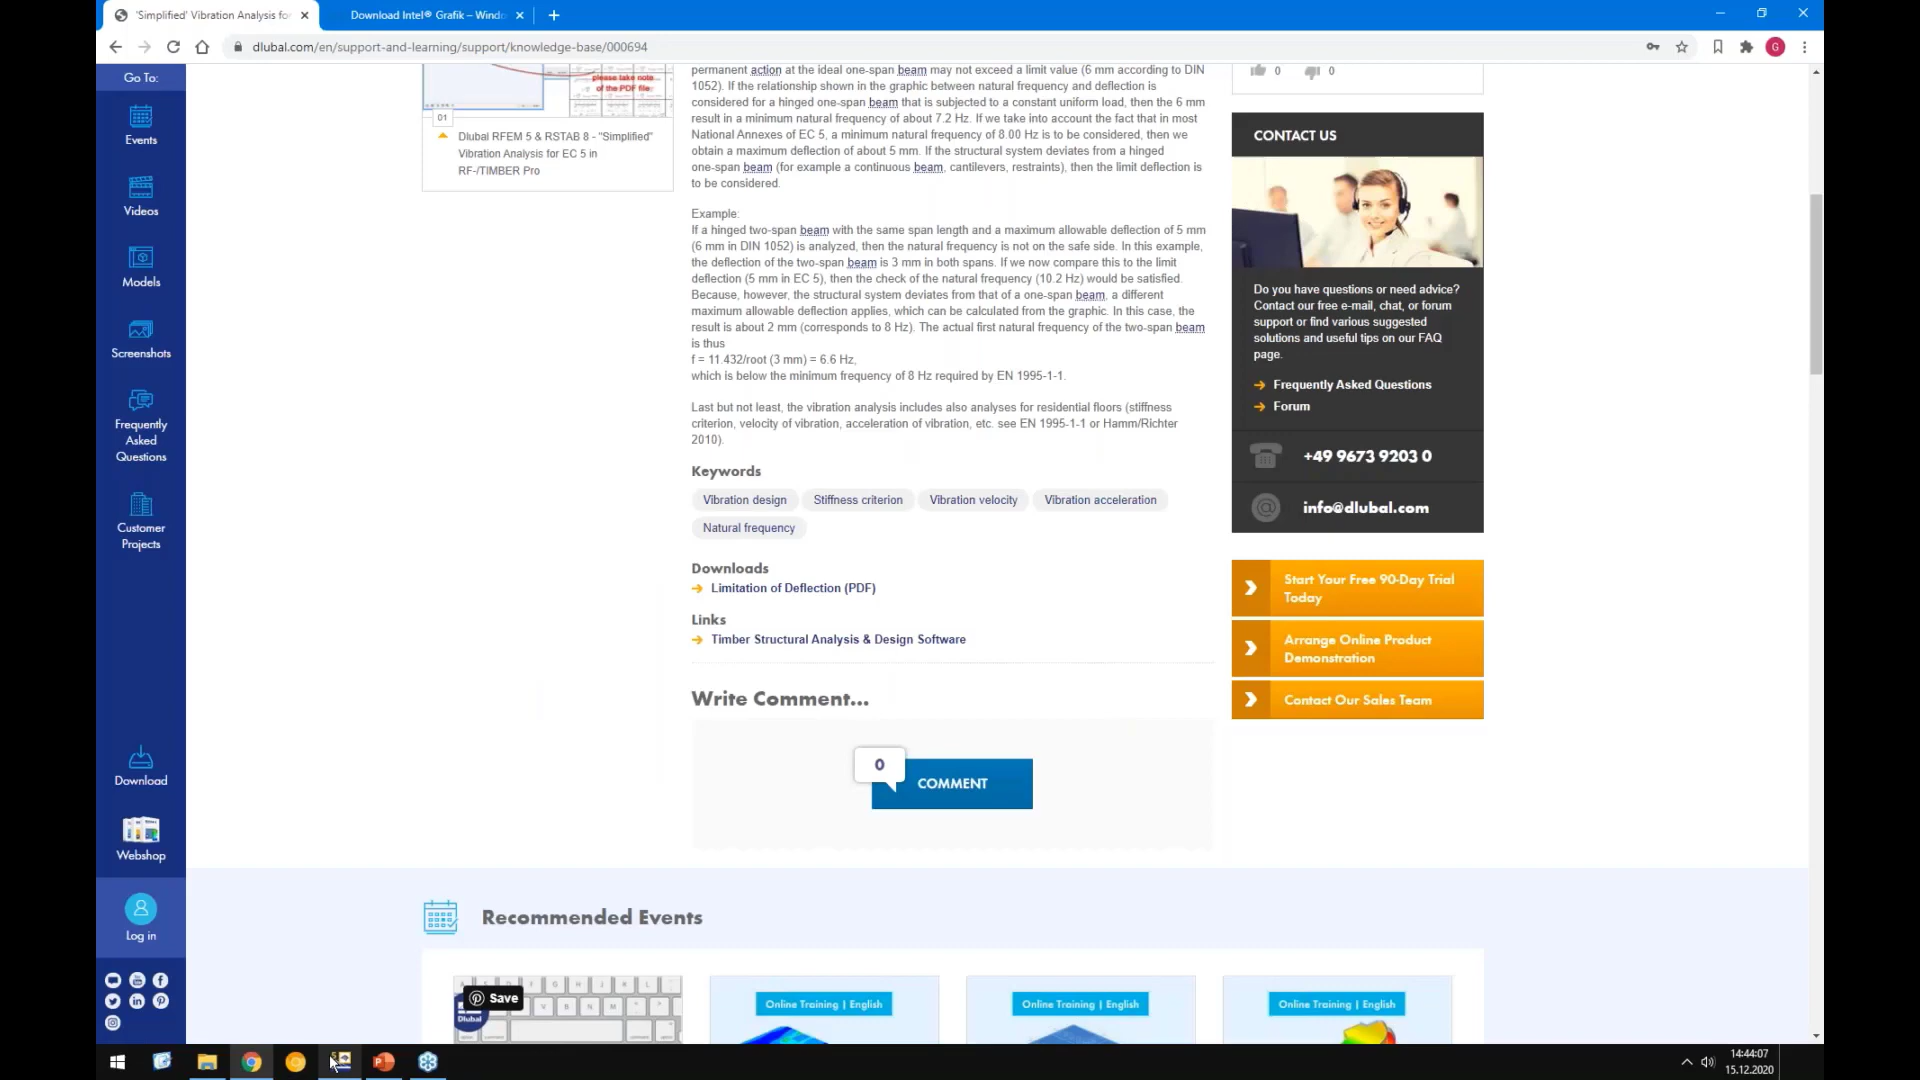 'Simplified' Vibration Analysis for
Download Intel® Grafik – Windo
dlubal.com/en/support-and-learning/support/knowledge-base/000694
G
Go To:
Events
Videos
Models
Screenshots
Frequently
Asked
Questions
Customer
Projects
Download
Webshop
Log in
please take note
of the PDF file
01
Dlubal RFEM 5 & RSTAB 8 - "Simplified"
Vibration Analysis for EC 5 in
RF-/TIMBER Pro
permanent action at the ideal one-span beam may not exceed a limit value (6 mm according to DIN
1052). If the relationship shown in the graphic between natural frequency and deflection is
considered for a hinged one-span beam that is subjected to a constant uniform load, then the 6 mm
result in a minimum natural frequency of about 7.2 Hz. If we take into account the fact that in most
National Annexes of EC 5, a minimum natural frequency of 8.00 Hz is to be considered, then we
obtain a maximum deflection of about 5 mm. If the structural system deviates from a hinged
one-span beam (for example a continuous beam, cantilevers, restraints), then the limit deflection is
to be considered.
Example:
If a hinged two-span beam with the same span length and a maximum allowable deflection of 5 mm
(6 mm in DIN 1052) is analyzed, then the natural frequency is not on the safe side. In this example,
the deflection of the two-span beam is 3 mm in both spans. If we now compare this to the limit
deflection (5 mm in EC 5), then the check of the natural frequency (10.2 Hz) would be satisfied.
Because, however, the structural system deviates from that of a one-span beam, a different
maximum allowable deflection applies, which can be calculated from the graphic. In this case, the
result is about 2 mm (corresponds to 8 Hz). The actual first natural frequency of the two-span beam
is thus
f = 11.432/root (3 mm) = 6.6 Hz,
which is below the minimum frequency of 8 Hz required by EN 1995-1-1.
Last but not least, the vibration analysis includes also analyses for residential floors (stiffness
criterion, velocity of vibration, acceleration of vibration, etc. see EN 1995-1-1 or Hamm/Richter
2010).
Keywords
Vibration design
Stiffness criterion
Vibration velocity
Vibration acceleration
Natural frequency
Downloads
Limitation of Deflection (PDF)
Links
Timber Structural Analysis & Design Software
Write Comment...
0
COMMENT
0
0
CONTACT US
Do you have questions or need advice?
Contact our free e-mail, chat, or forum
support or find various suggested
solutions and useful tips on our FAQ
page.
Frequently Asked Questions
Forum
+49 9673 9203 0
info@dlubal.com
Start Your Free 90-Day Trial
Today
Arrange Online Product
Demonstration
Contact Our Sales Team
Recommended Events
Save
Dlubal
Online Training | English
Online Training | English
Online Training | English
14:44:07
15.12.2020